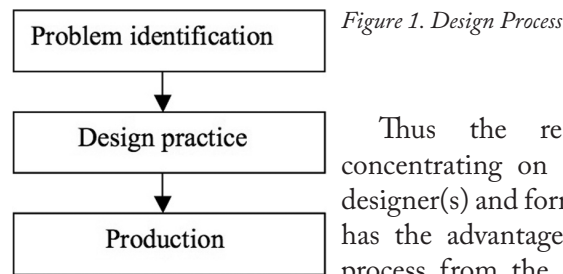 Problem identification
Design practice
Production
Figure 1. Design Process
Thus the
concentrating on
designer(s) and
has the advantage
process from the